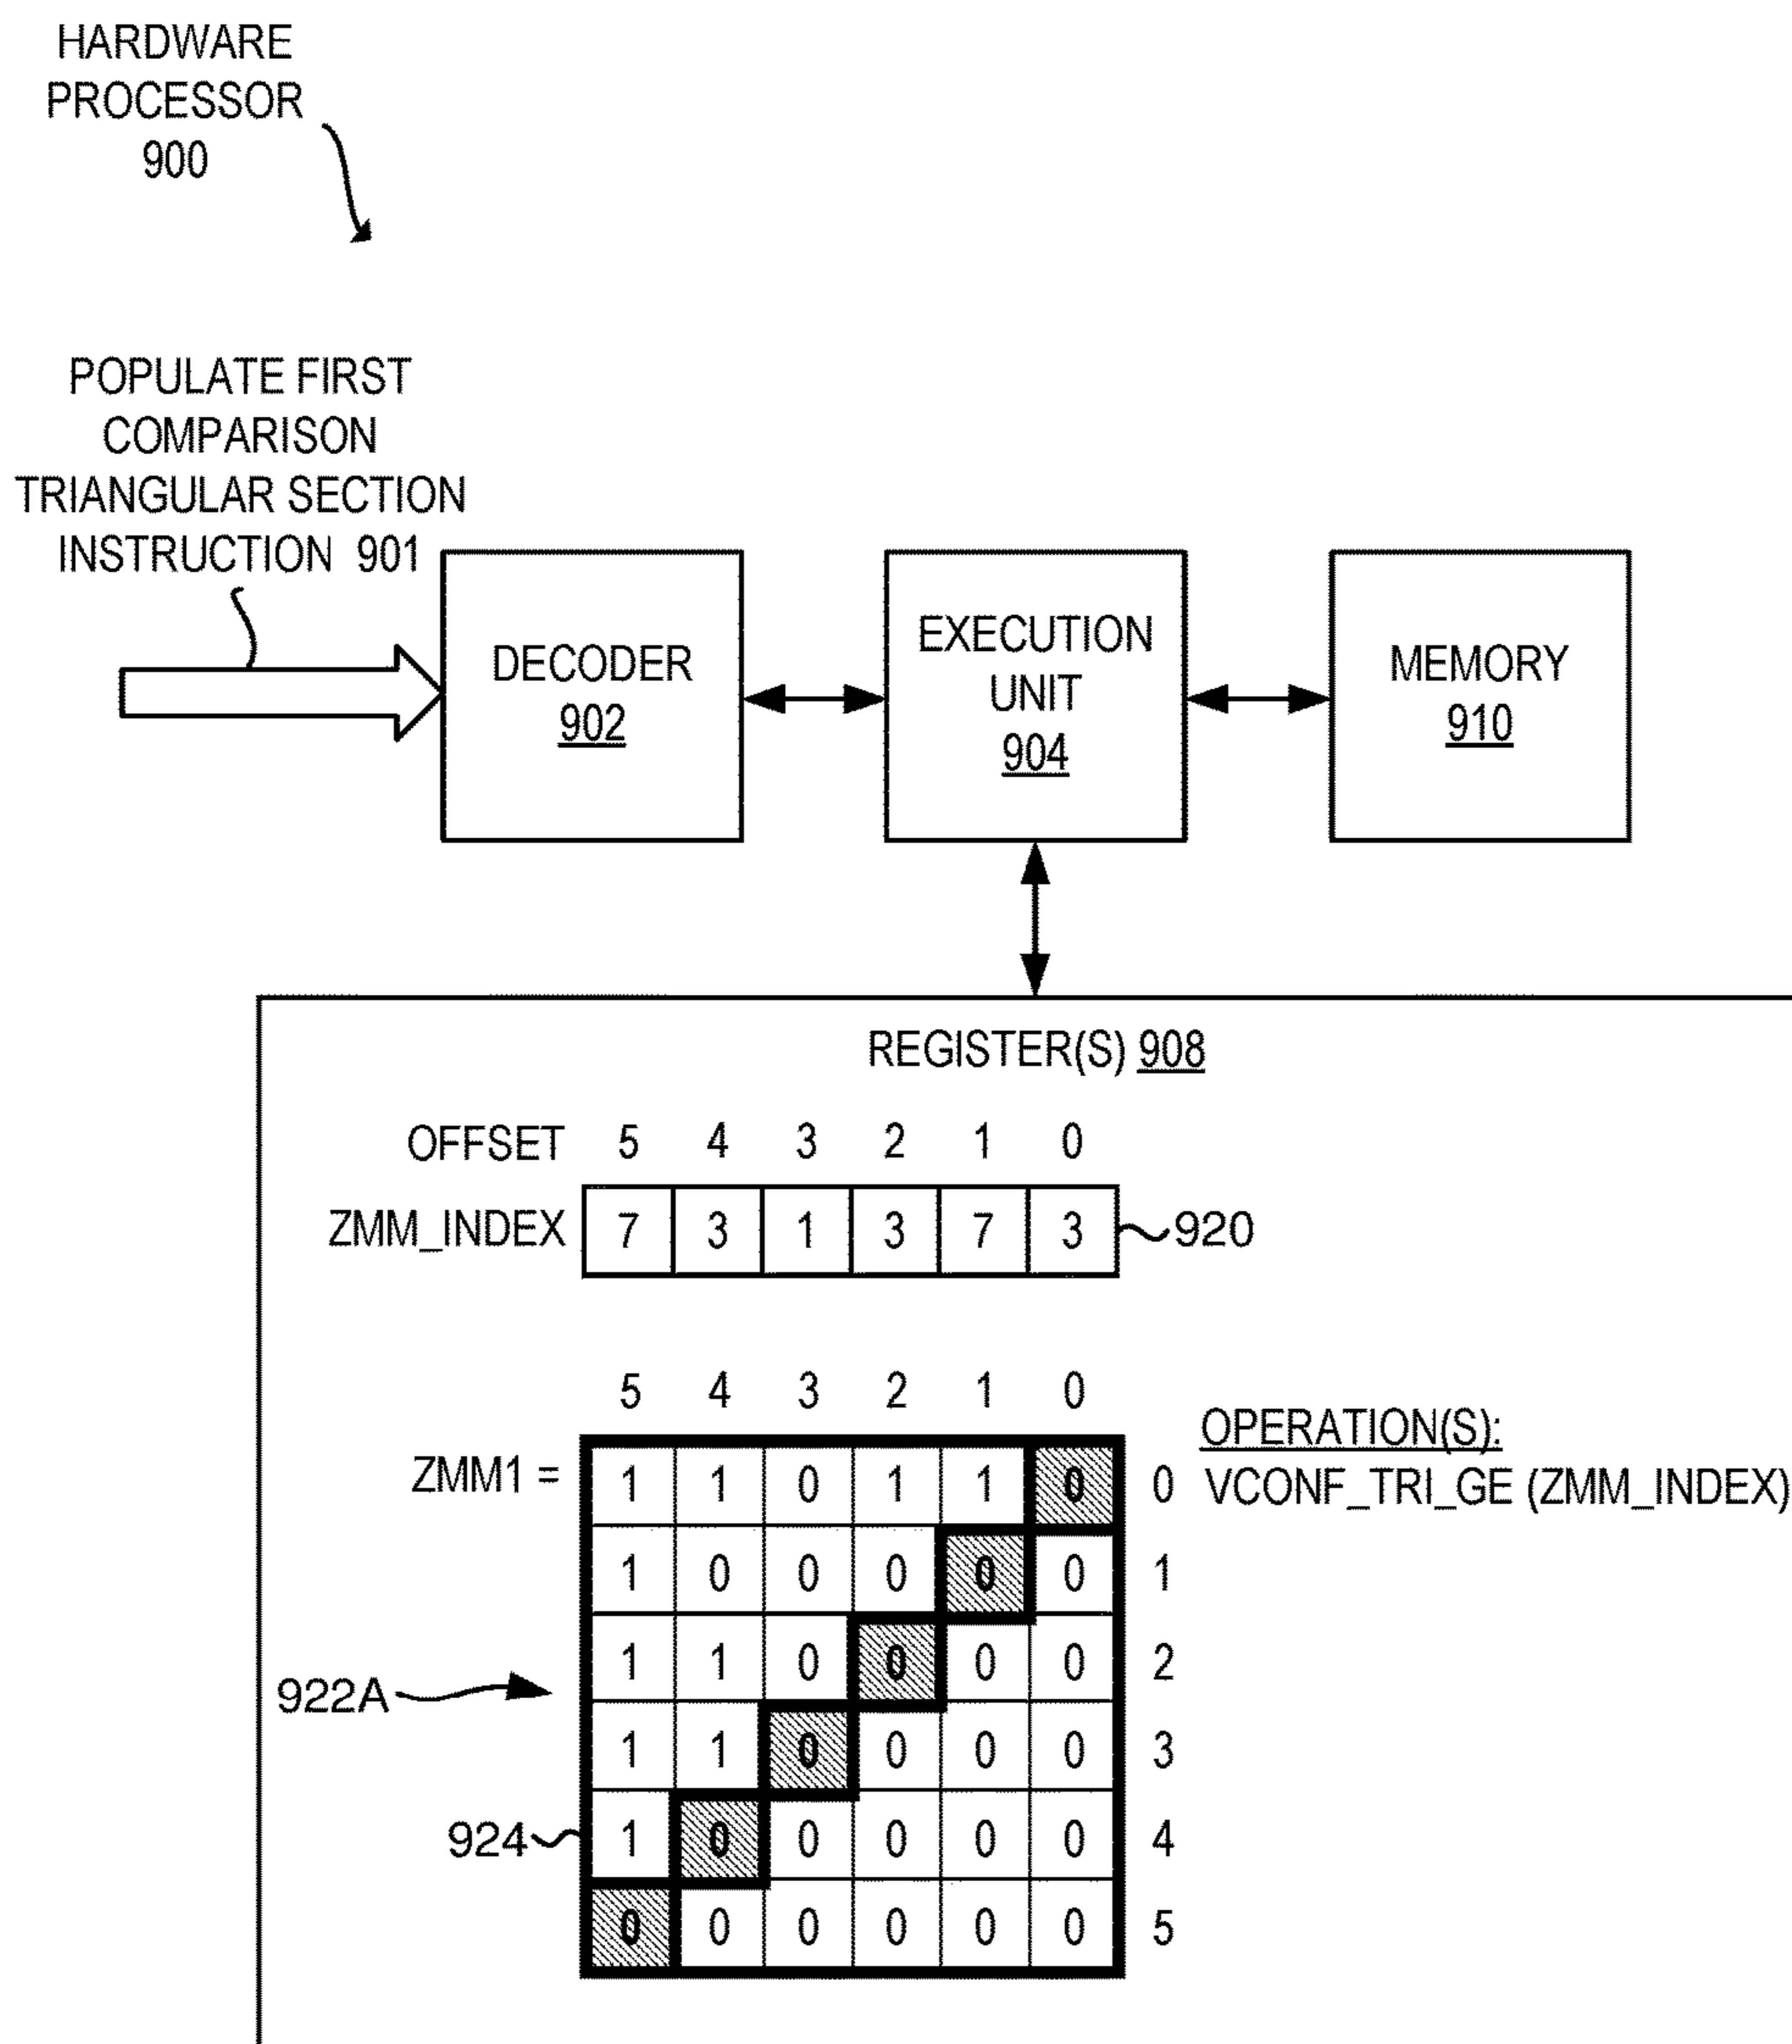 HARDWARE
PROCESSOR
900
POPULATE FIRST
COMPARISON
TRIANGULAR SECTION
INSTRUCTION 901
DECODER
902
EXECUTION
UNIT
904
MEMORY
910
REGISTER(S) 908
OFFSET 5 4 3 2 1 0
ZMM_INDEX 7 3 1 3 7 3 920
5 4 3 2 1 0
OPERATION(S):
ZMM1 = 1 1 0 1 1 0 0 VCONF_TRI_GE (ZMM_INDEX)
1 0 0 0 0 0 1
1 1 0 0 0 0 2
922A
1 1 0 0 0 0 3
924 1 0 0 0 0 0 4
0 0 0 0 0 0 5